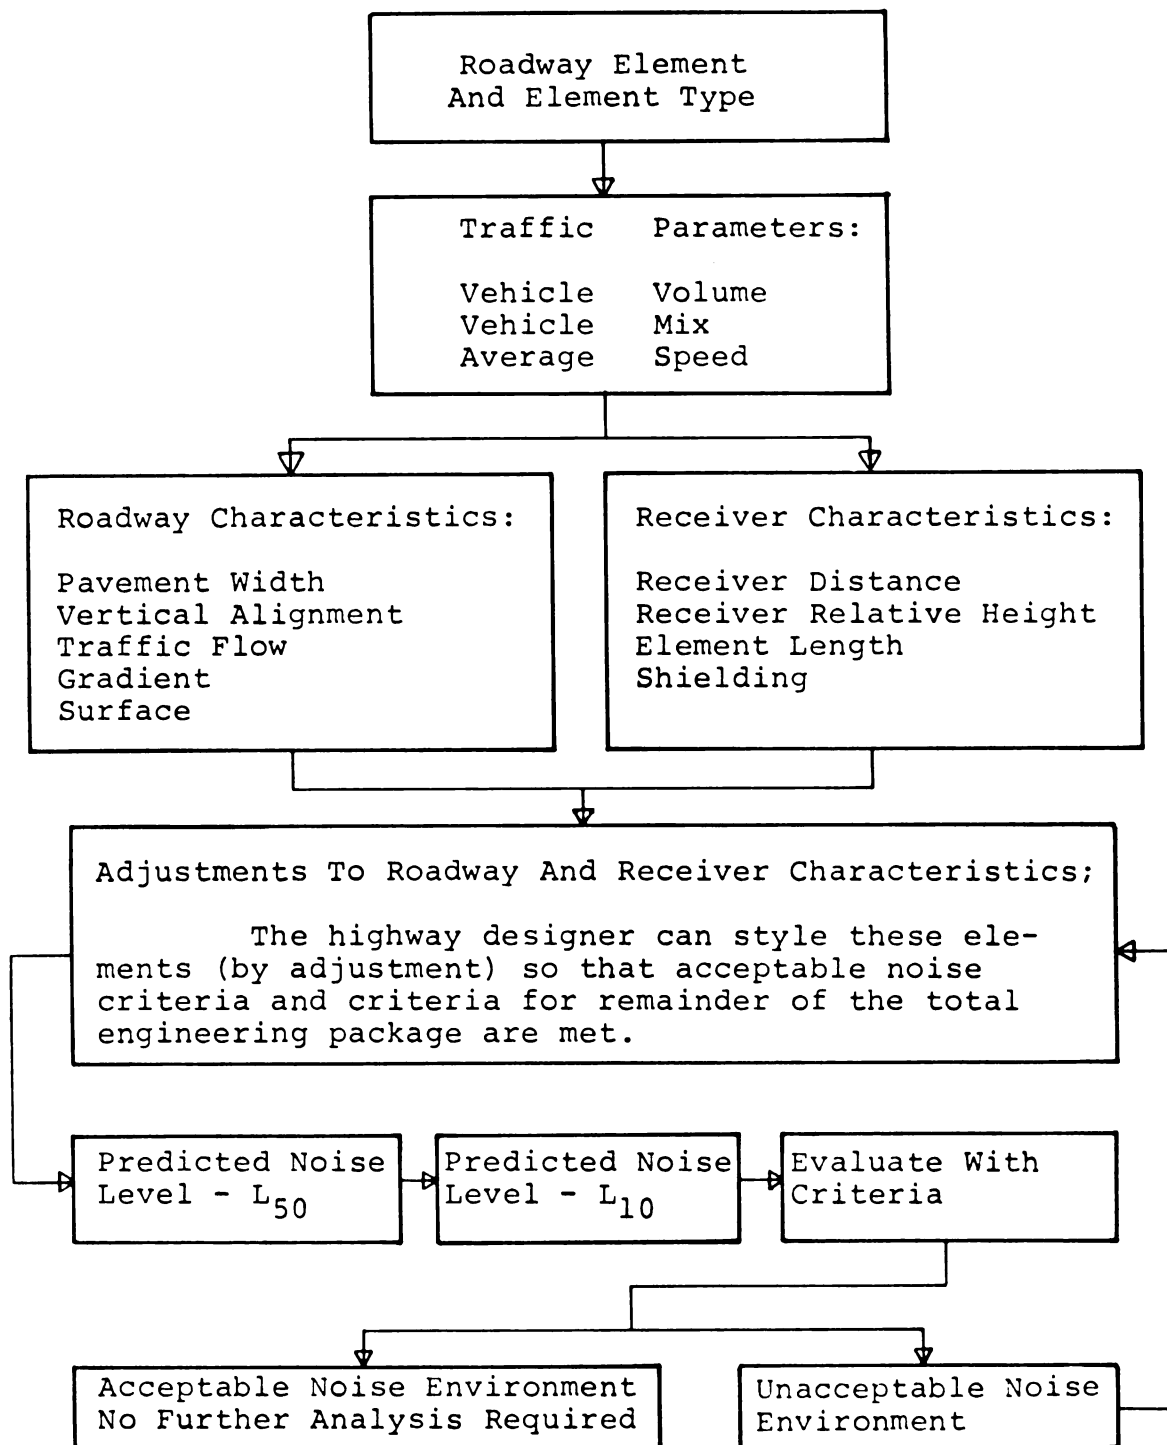 Roadway Element
And Element Type
Traffic Parameters:
Vehicle Volume
Vehicle Mix
Average Speed
Roadway Characteristics:
Pavement Width
Vertical Alignment
Traffic Flow
Gradient
Surface
Receiver Characteristics:
Receiver Distance
Receiver Relative Height
Element Length
Shielding
Adjustments To Roadway And Receiver Characteristics;
The highway designer can style these ele-
ments (by adjustment) so that acceptable noise
criteria and criteria for remainder of the total
engineering package are met.
Predicted Noise
Level - L50
Predicted Noise
Level - L10
Evaluate With
Criteria
Acceptable Noise Environment
No Further Analysis Required
Unacceptable Noise
Environment